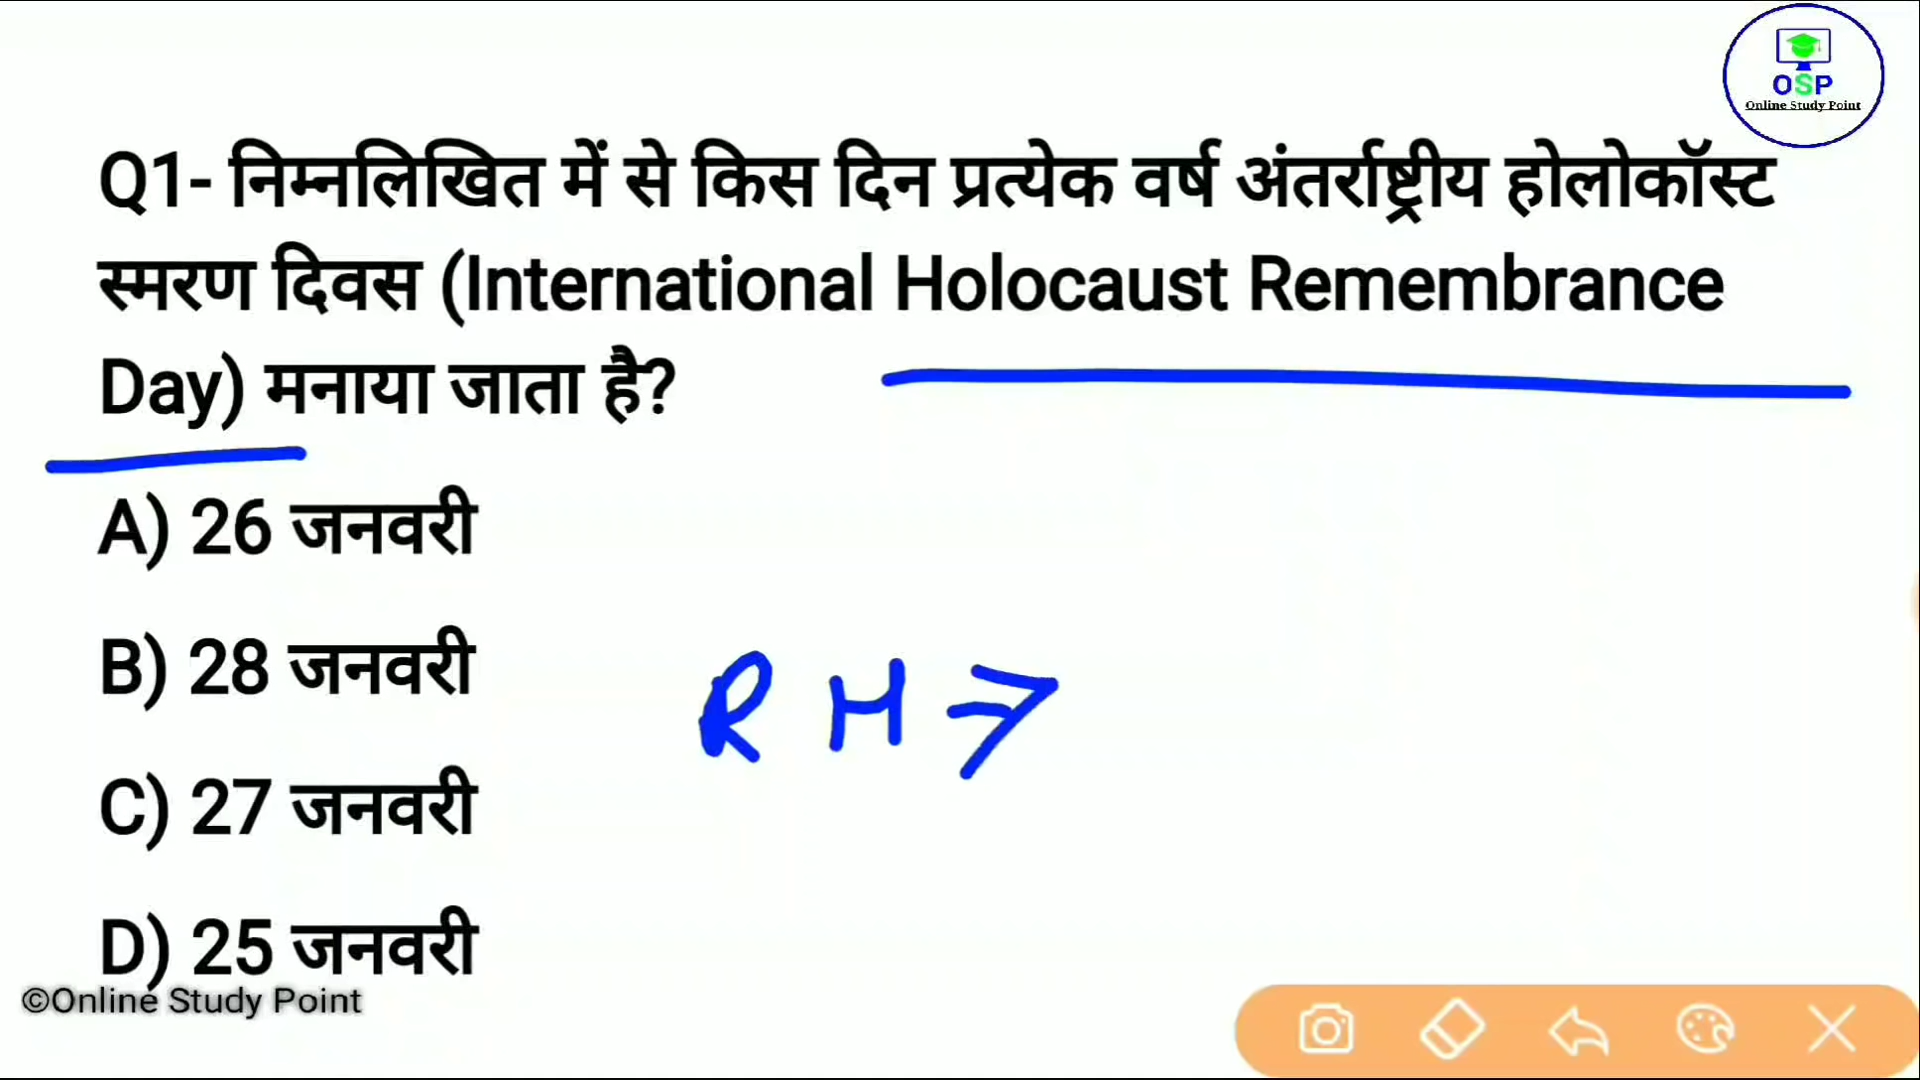 OSP
Online Study Point
Q1- निम्नलिखित में से किस दिन प्रत्येक वर्ष अंतर्राष्ट्रीय होलोकॉस्ट
स्मरण दिवस (International Holocaust Remembrance
Day) मनाया जाता है?
A) 26 जनवरी
B) 28 जनवरी
R H
C) 27 जनवरी
D) 25 जनवरी
©Online Study Point